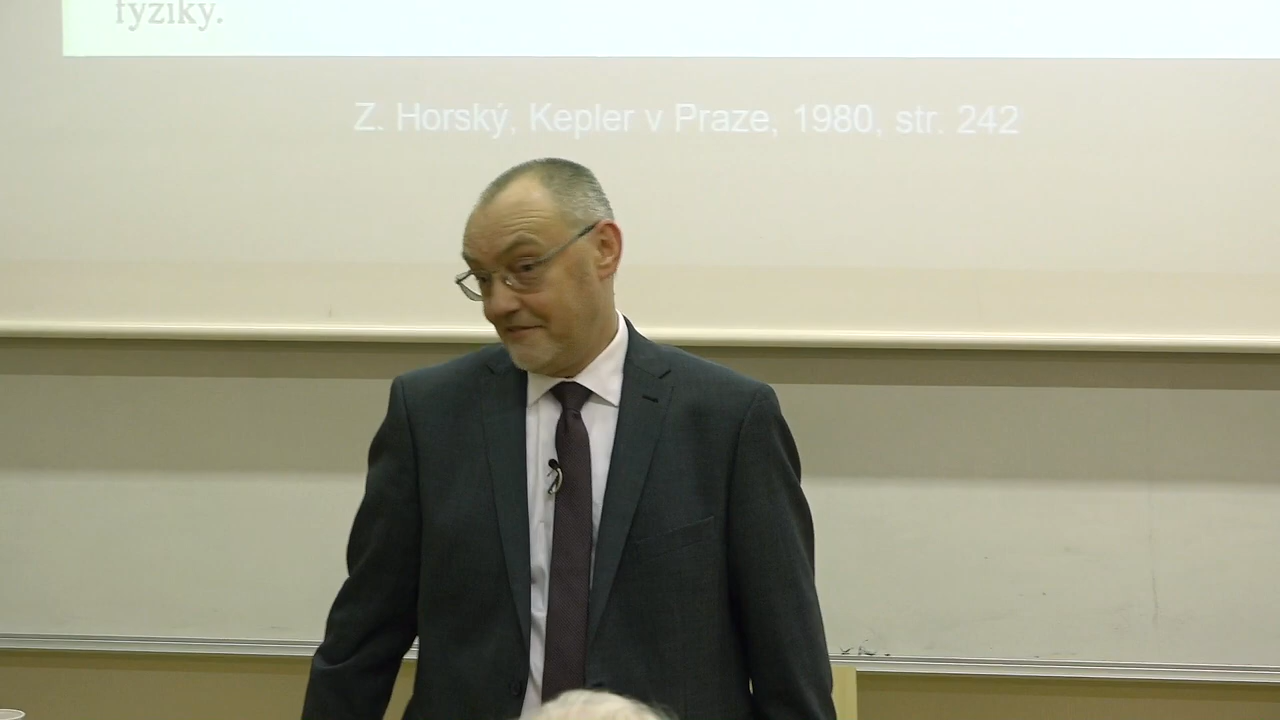 fyziky.
Z. Horský, Kepler v Praze, 1980, str. 242